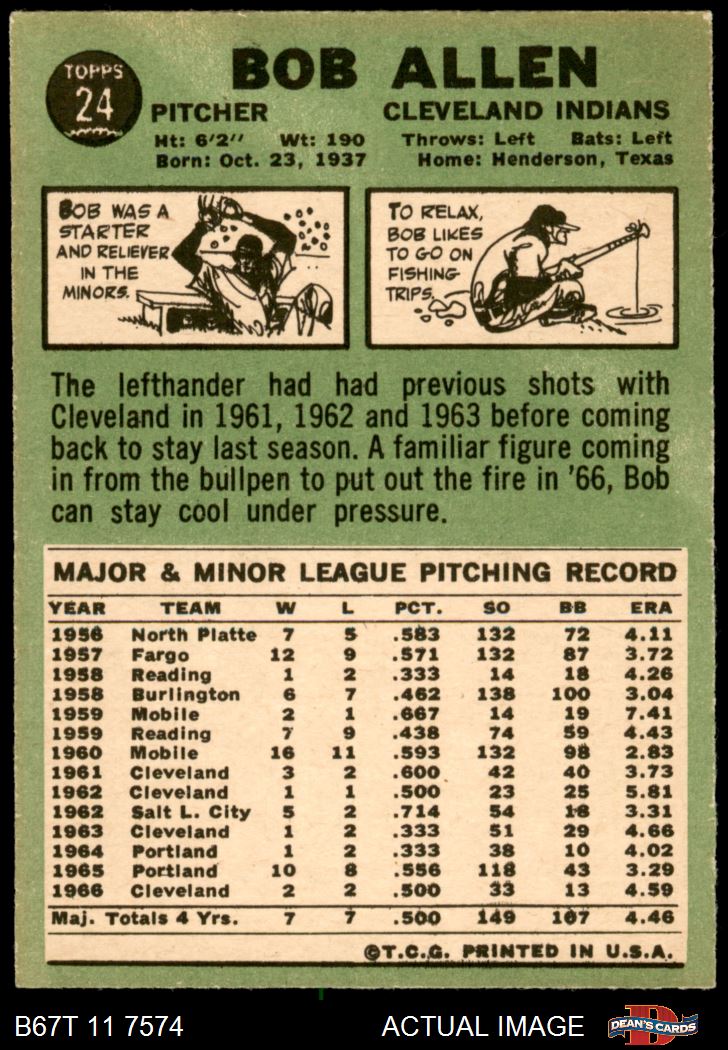 TOPPS
24
BOB ALLEN
PITCHER CLEVELAND INDIANS
Ht: 6'2" Wt: 190 Throws: Left Bats: Left
Born: Oct. 23, 1937 Home: Henderson, Texas
BOB WAS A
STARTER
AND RELIEVER
IN THE
MINORS.
TO RELAX,
BOB LIKES
TO GO ON
FISHING
TRIPS.
The lefthander had had previous shots with
Cleveland in 1961, 1962 and 1963 before coming
back to stay last season. A familiar figure coming
in from the bullpen to put out the fire in '66, Bob
can stay cool under pressure.
MAJOR & MINOR LEAGUE PITCHING RECORD
YEAR TEAM W L PCT. SO BB ERA
1956 North Platte 7 5 .583 132 72 4.11
1957 Fargo 12 9 .571 132 87 3.72
1958 Reading 1 2 .333 14 18 4.26
1958 Burlington 6 7 .462 138 100 3.04
1959 Mobile 2 1 .667 14 19 7.41
1959 Reading 7 9 .438 74 59 4.43
1960 Mobile 16 11 .593 132 98 2.83
1961 Cleveland 3 2 .600 42 40 3.73
1962 Cleveland 1 1 .500 23 25 5.81
1962 Salt L. City 5 2 .714 54 18 3.31
1963 Cleveland 1 2 .333 51 29 4.66
1964 Portland 1 2 .333 38 10 4.02
1965 Portland 10 8 .556 118 43 3.29
1966 Cleveland 2 2 .500 33 13 4.59
Maj. Totals 4 Yrs. 7 7 .500 149 107 4.46
©T.C.G. PRINTED IN U.S.A.
B67T 11 7574 ACTUAL IMAGE DEAN'S CARDS